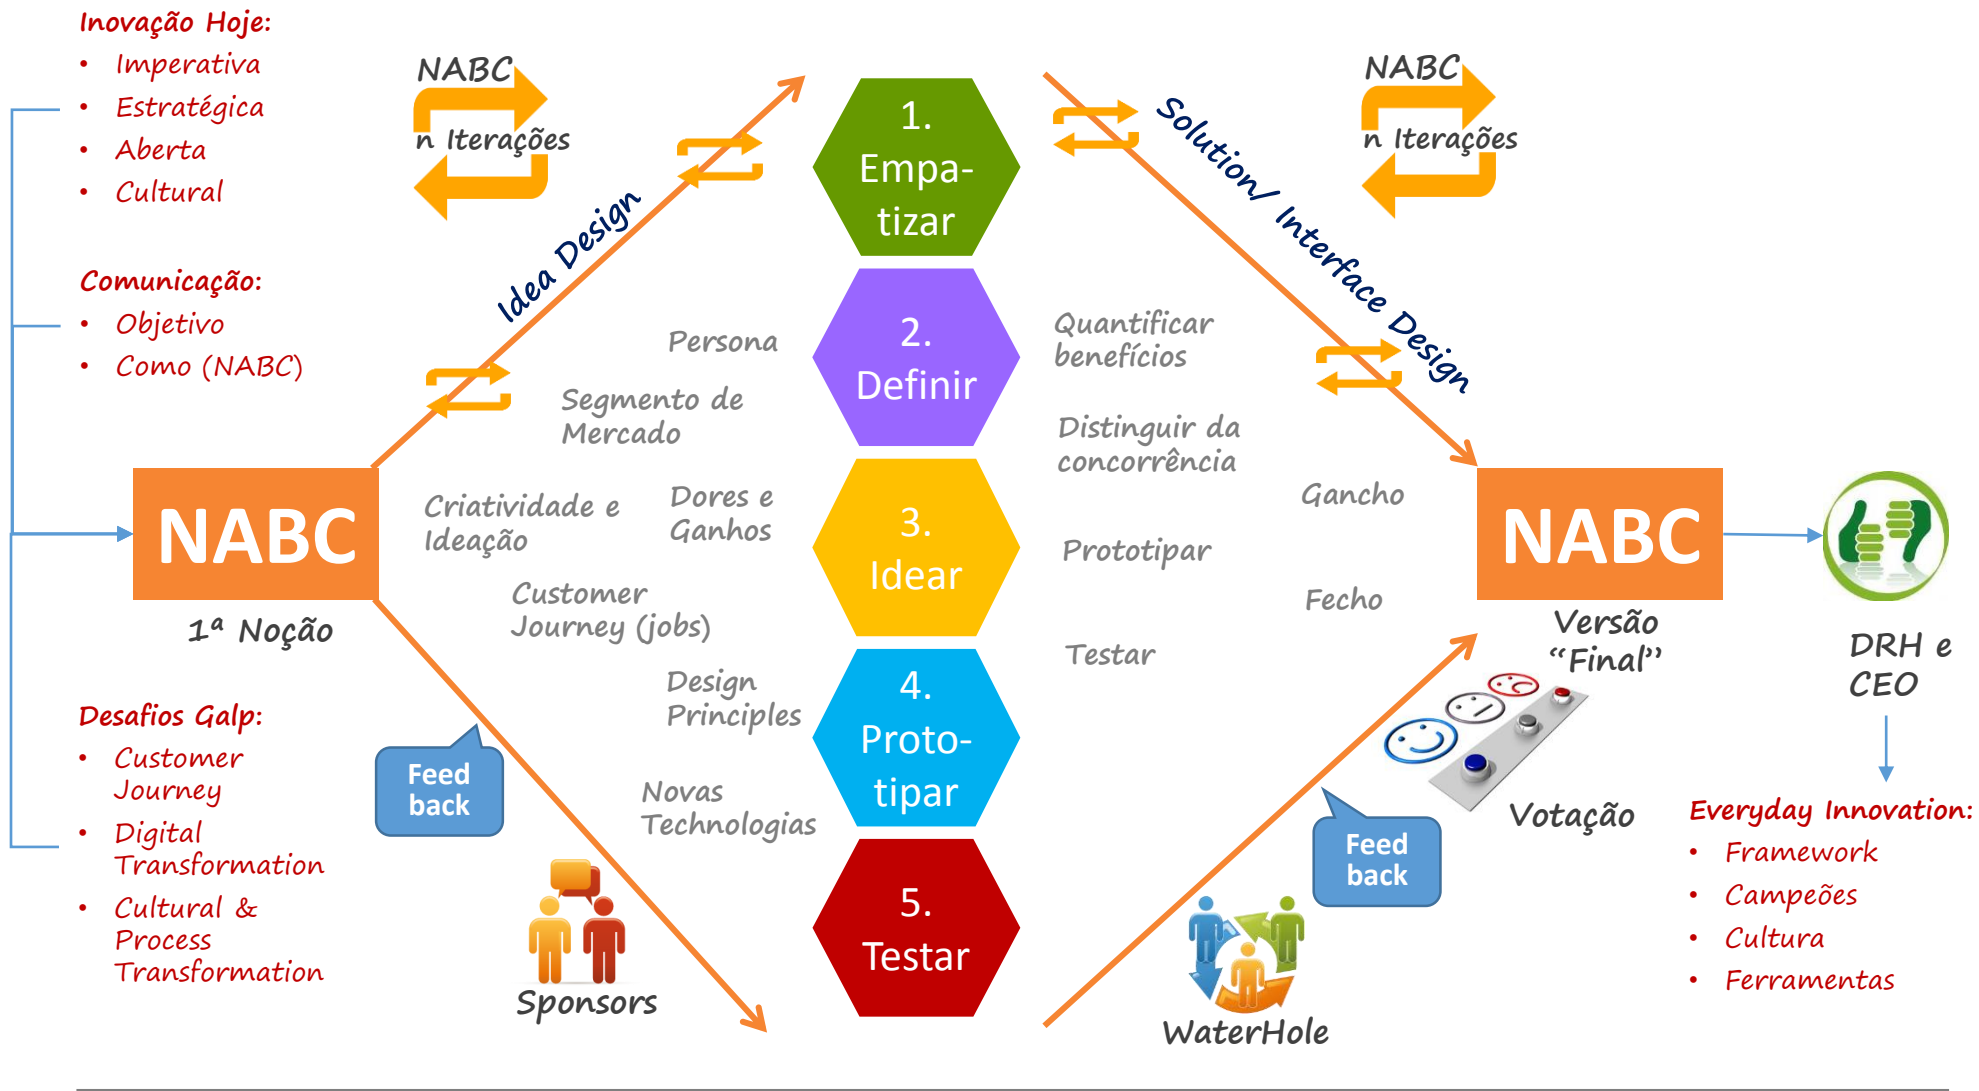 Inovação Hoje:
• Imperativa
• Estratégica
• Aberta
• Cultural
Comunicação:
• Objetivo
• Como (NABC)
NABC
1ª Noção
Desafios Galp:
• Customer
Journey
• Digital
Transformation
• Cultural &
Process
Transformation
NABC
n Iterações
Idea Design
Persona
Segmento de
Mercado
Criatividade e
Ideação
Dores e
Ganhos
Customer
Journey (jobs)
Design
Principles
Novas
Technologias
Feed
back
Sponsors
1.
Empa-
tizar
2.
Definir
3.
Idear
4.
Proto-
tipar
5.
Testar
Solution/ Interface Design
NABC
n Iterações
Quantificar
benefícios
Distinguir da
concorrência
Gancho
Prototipar
Fecho
Testar
NABC
Versão
“Final”
Votação
Feed
back
WaterHole
DRH e
CEO
Everyday Innovation:
• Framework
• Campeões
• Cultura
• Ferramentas